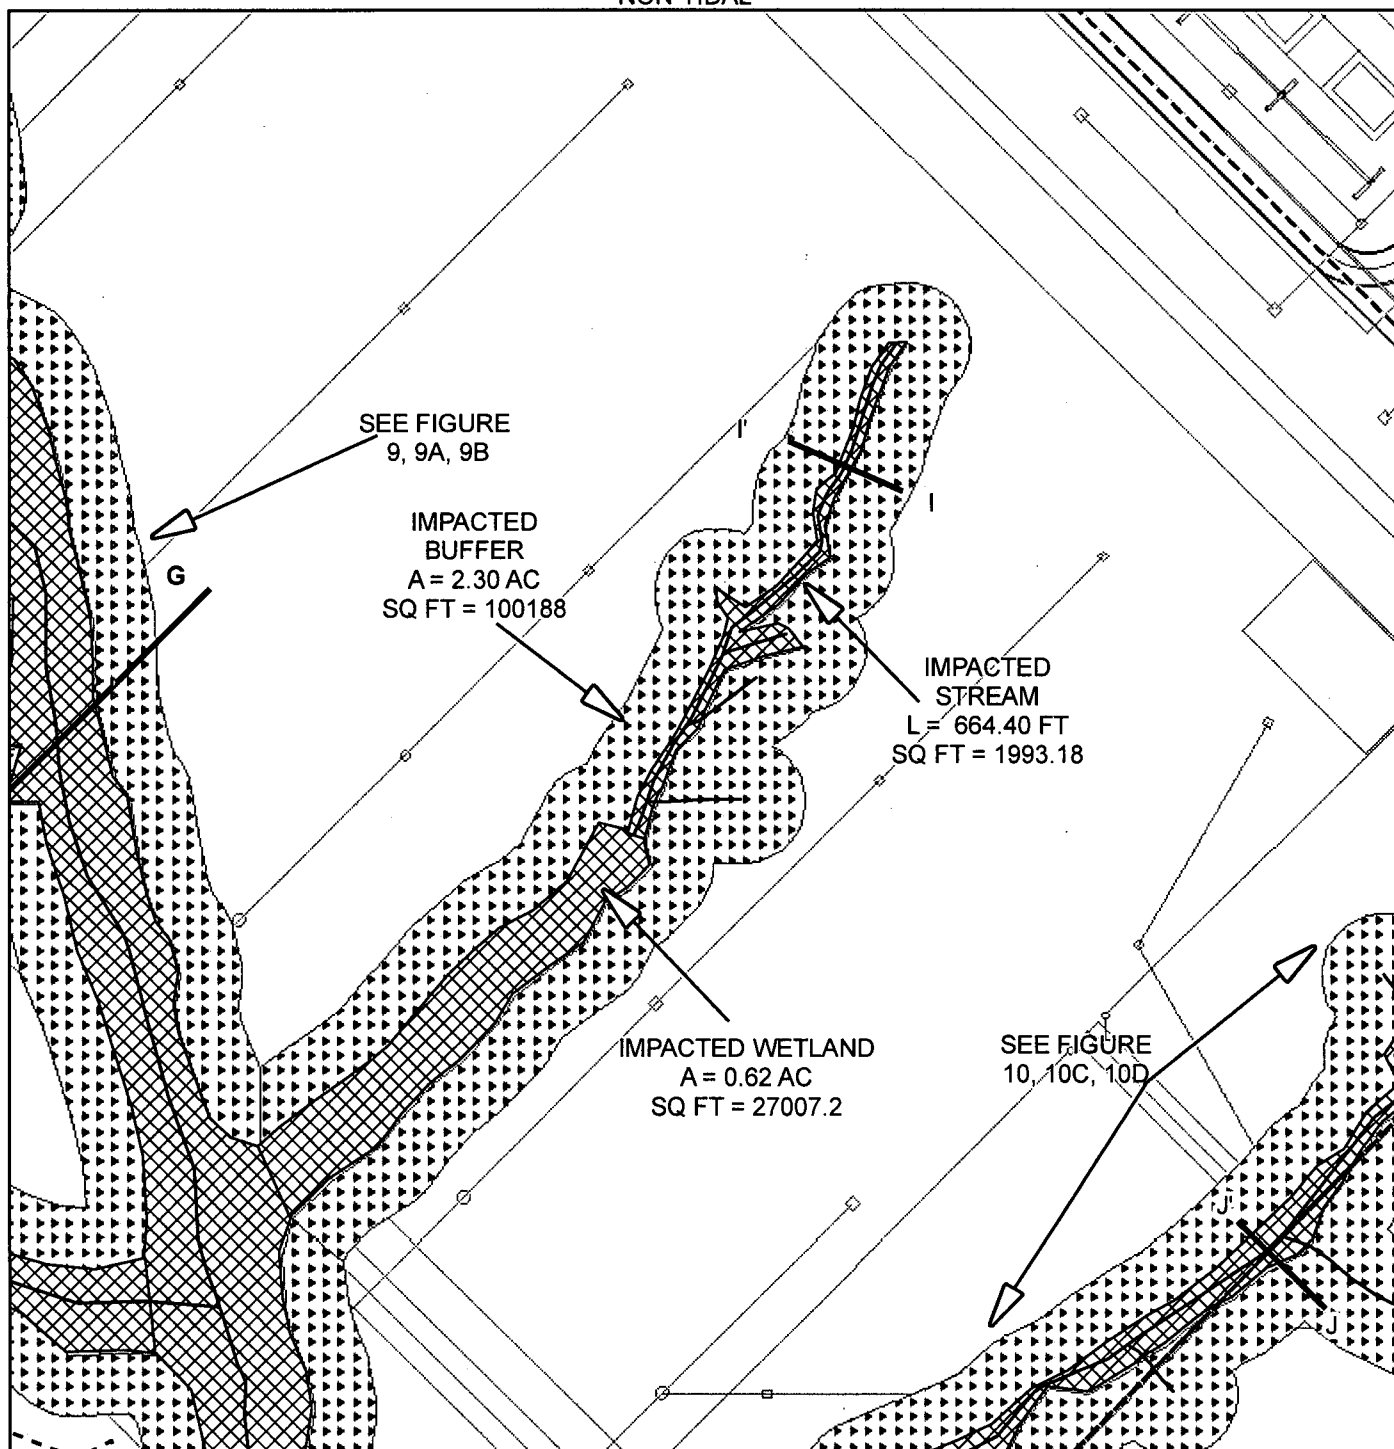 NON-TIDAL
SEE FIGURE
9, 9A, 9B
I'
I
IMPACTED
BUFFER
A = 2.30 AC
SQ FT = 100188
G
IMPACTED
STREAM
L = 664.40 FT
SQ FT = 1993.18
IMPACTED WETLAND
A = 0.62 AC
SQ FT = 27007.2
SEE FIGURE
10, 10C, 10D
J'
J